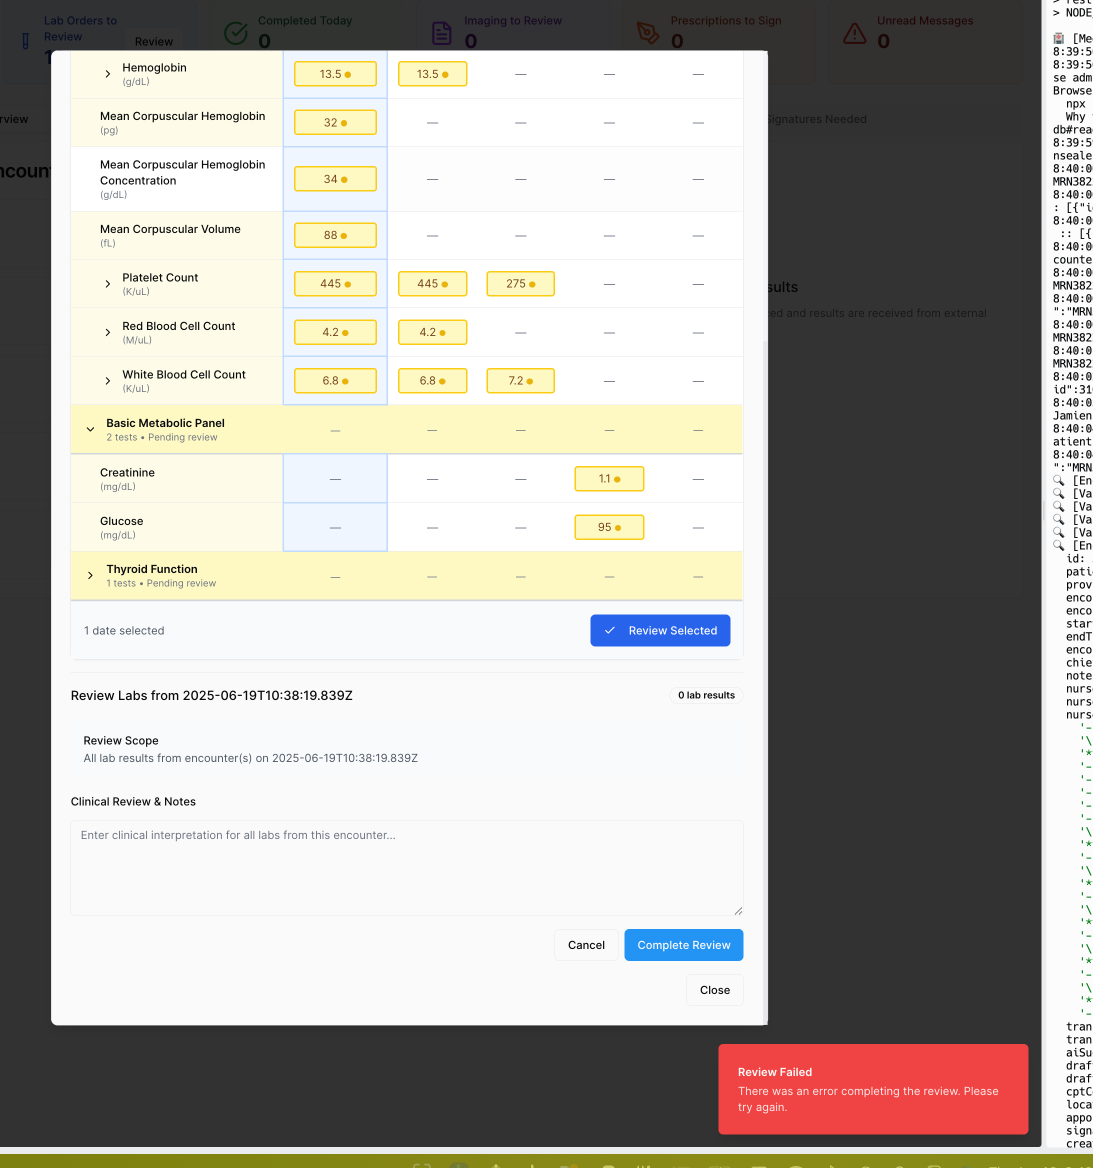 Lab Orders to
Review
Review
Completed Today
0
Imaging to Review
0
Prescriptions to Sign
0
Unread Messages
0
Signatures Needed
Hemoglobin
(g/dL)
13.5
13.5
—
—
—
Mean Corpuscular Hemoglobin
(pg)
32
—
—
—
—
Mean Corpuscular Hemoglobin
Concentration
(g/dL)
34
—
—
—
—
Mean Corpuscular Volume
(fL)
88
—
—
—
—
Platelet Count
(K/uL)
445
445
275
—
—
Red Blood Cell Count
(M/uL)
4.2
4.2
—
—
—
White Blood Cell Count
(K/uL)
6.8
6.8
7.2
—
—
Basic Metabolic Panel
2 tests • Pending review
—
—
—
—
—
Creatinine
(mg/dL)
—
—
—
1.1
—
Glucose
(mg/dL)
—
—
—
95
—
Thyroid Function
1 tests • Pending review
—
—
—
—
—
1 date selected
Review Selected
Review Labs from 2025-06-19T10:38:19.839Z
0 lab results
Review Scope
All lab results from encounter(s) on 2025-06-19T10:38:19.839Z
Clinical Review & Notes
Enter clinical interpretation for all labs from this encounter...
Cancel
Complete Review
Close
ed and results are received from external
Review Failed
There was an error completing the review. Please
try again.
> NODE
[Me
8:39:5
8:39:5
se adm
Browse
npx
Why
db#rea
8:39:5
nseale
8:40:0
MRN382
8:40:0
: [{"i
8:40:0
:: [{
8:40:0
counte
8:40:0
MRN382
8:40:0
":"MRN
8:40:0
MRN382
8:40:0
MRN382
8:40:0
id":31
8:40:0
Jamien
8:40:0
atient
8:40:0
":"MRN
[En
[Va
[Va
[Va
[Va
[En
id:
pati
prov
enco
enco
star
endT
enco
chie
note
nurs
nurs
nurs
tran
tran
aiSu
draf
draf
cptC
loca
appo
sign
crea